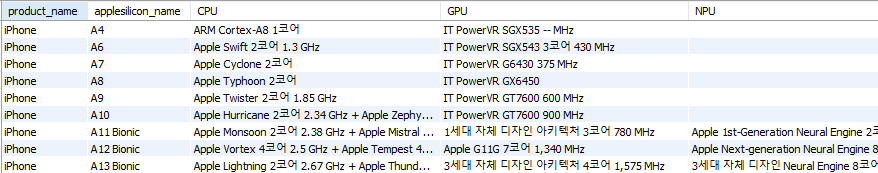 product_name applesilicon_name CPU GPU NPU
iPhone A4 ARM Cortex-A8 1코어 IT PowerVR SGX535 -- MHz
iPhone A6 Apple Swift 2코어 1.3 GHz IT PowerVR SGX543 3코어 430 MHz
iPhone A7 Apple Cyclone 2코어 IT PowerVR G6430 375 MHz
iPhone A8 Apple Typhoon 2코어 IT PowerVR GX6450
iPhone A9 Apple Twister 2코어 1.85 GHz IT PowerVR GT7600 600 MHz
iPhone A10 Apple Hurricane 2코어 2.34 GHz + Apple Zephy... IT PowerVR GT7600 900 MHz
iPhone A11 Bionic Apple Monsoon 2코어 2.38 GHz + Apple Mistral ... 1세대 자체 디자인 아키텍처 3코어 780 MHz Apple 1st-Generation Neural Engine 2코
iPhone A12 Bionic Apple Vortex 4코어 2.5 GHz + Apple Tempest 4... Apple G11G 7코어 1,340 MHz Apple Next-generation Neural Engine 8
iPhone A13 Bionic Apple Lightning 2코어 2.67 GHz + Apple Thund... 3세대 자체 디자인 아키텍처 4코어 1,575 MHz 3세대 자체 디자인 Neural Engine 8코어